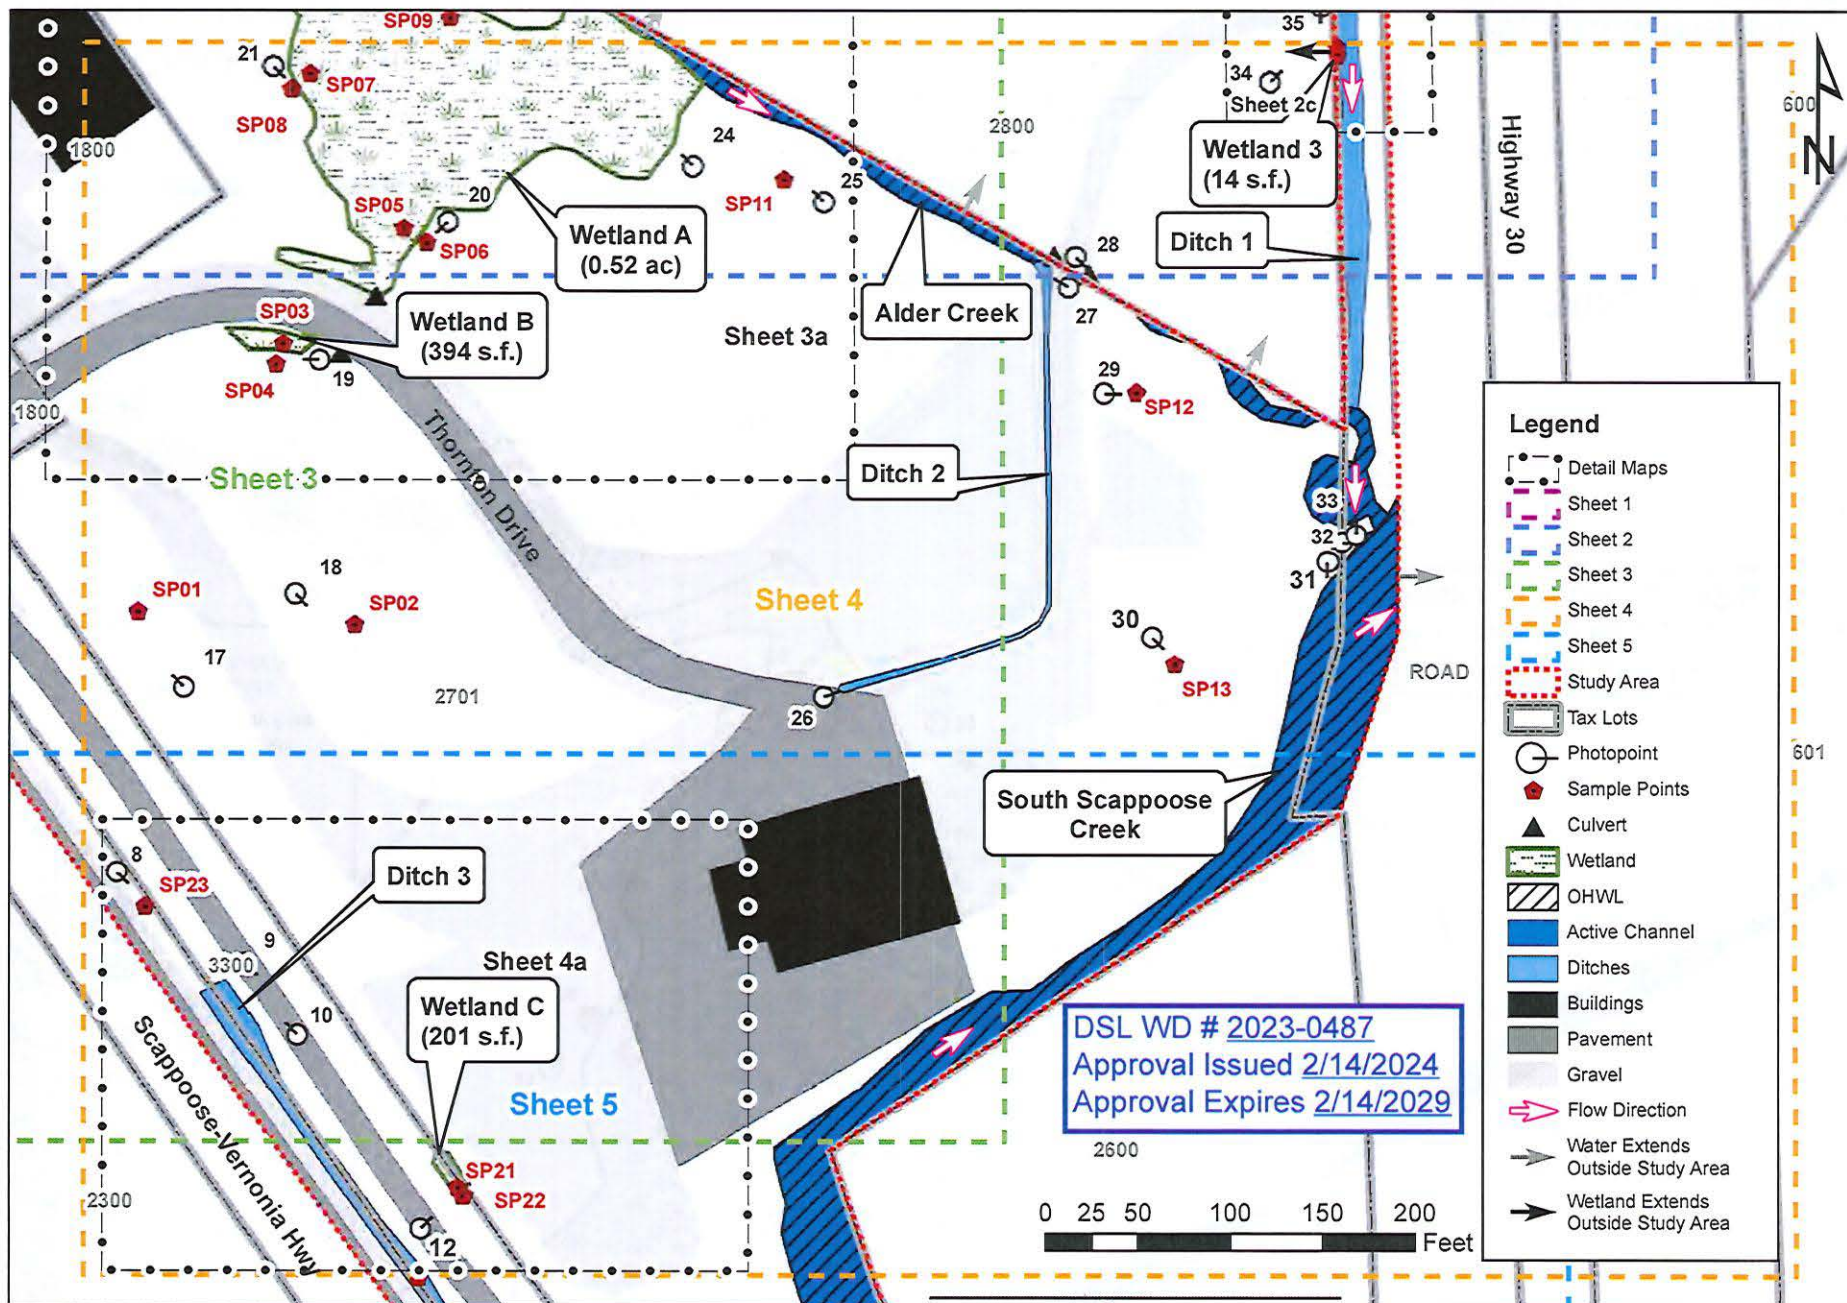 SP09
35
21
SP07
SP08
34
Sheet 2c
600
1800
24
2800
Highway 30
N
Wetland 3
(14 s.f.)
SP05
20
SP06
SP11
25
Wetland A
(0.52 ac)
28
Ditch 1
SP03
Wetland B
(394 s.f.)
Sheet 3a
Alder Creek
27
SP04
19
29
SP12
1800
Thornton Drive
Sheet 3
Ditch 2
33
32
31
SP01
18
SP02
Sheet 4
30
SP13
ROAD
17
2701
26
601
South Scappoose
Creek
8
SP23
Ditch 3
9
3300
Sheet 4a
10
Wetland C
(201 s.f.)
Scappoose-Vernonia Hwy
Sheet 5
SP21
SP22
2300
12
DSL WD # 2023-0487
Approval Issued 2/14/2024
Approval Expires 2/14/2029
2600
0 25 50 100 150 200
Feet
Legend
Detail Maps
Sheet 1
Sheet 2
Sheet 3
Sheet 4
Sheet 5
Study Area
Tax Lots
Photopoint
Sample Points
Culvert
Wetland
OHWL
Active Channel
Ditches
Buildings
Pavement
Gravel
Flow Direction
Water Extends
Outside Study Area
Wetland Extends
Outside Study Area